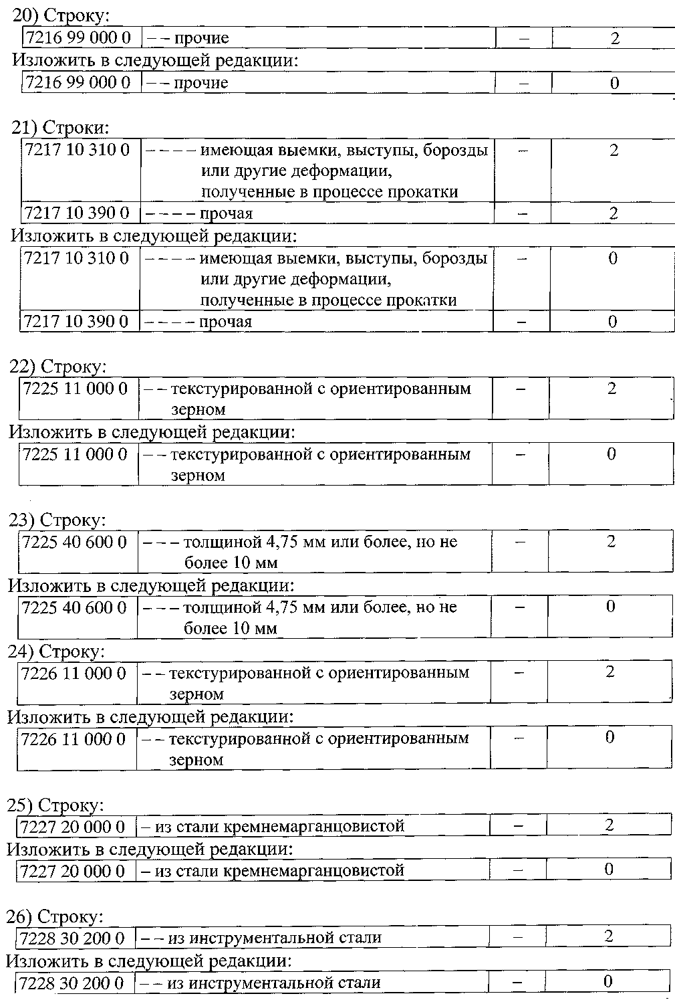 20) Строку:
7216 99 000 0 – – прочие – 2
Изложить в следующей редакции:
7216 99 000 0 – – прочие – 0
21) Строки:
7217 10 310 0 – – – – имеющая выемки, выступы, борозды – 2
или другие деформации,
полученные в процессе прокатки
7217 10 390 0 – – – – прочая – 2
Изложить в следующей редакции:
7217 10 310 0 – – – – имеющая выемки, выступы, борозды – 0
или другие деформации,
полученные в процессе прокатки
7217 10 390 0 – – – – прочая – 0
22) Строку:
7225 11 000 0 – – текстурированной с ориентированным – 2
зерном
Изложить в следующей редакции:
7225 11 000 0 – – текстурированной с ориентированным – 0
зерном
23) Строку:
7225 40 600 0 – – – толщиной 4,75 мм или более, но не – 2
более 10 мм
Изложить в следующей редакции:
7225 40 600 0 – – – толщиной 4,75 мм или более, но не – 0
более 10 мм
24) Строку:
7226 11 000 0 – – текстурированной с ориентированным – 2
зерном
Изложить в следующей редакции:
7226 11 000 0 – – текстурированной с ориентированным – 0
зерном
25) Строку:
7227 20 000 0 – из стали кремнемарганцовистой – 2
Изложить в следующей редакции:
7227 20 000 0 – из стали кремнемарганцовистой – 0
26) Строку:
7228 30 200 0 – – из инструментальной стали – 2
Изложить в следующей редакции:
7228 30 200 0 – – из инструментальной стали – 0